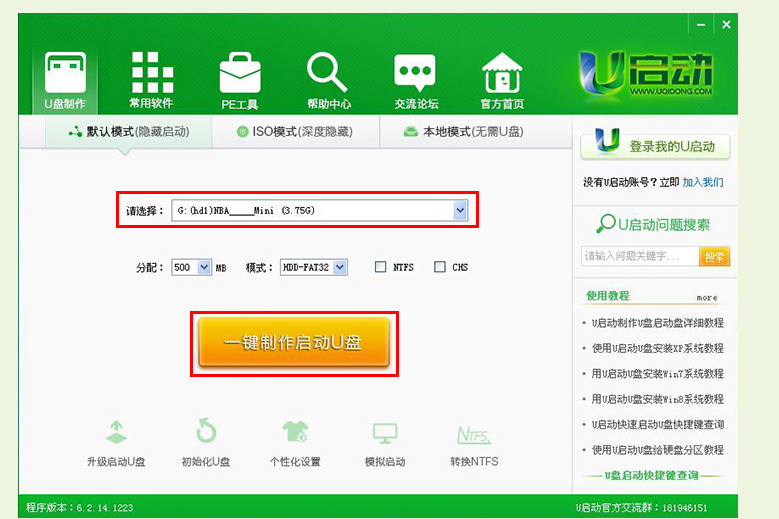 U盘制作
常用软件
PE工具
帮助中心
交流论坛
官方首页
U启动
WWW.UQIDONG.COM
默认模式(隐藏启动)
ISO模式(深度隐藏)
本地模式(无需U盘)
请选择：
G:(hd1)NBA_____Mini (3.75G)
分配：
500
MB
模式：
HDD-FAT32
NTFS
CHS
一键制作启动U盘
升级启动U盘
初始化U盘
个性化设置
模拟启动
NTFS
转换NTFS
登录我的U启动
没有U启动账号？立即 加入我们
U启动问题搜索
请输入问题关键字...
搜索
使用教程
more
U启动制作U盘启动盘详细教程
使用U启动U盘安装XP系统教程
用U启动U盘安装Win7系统教程
用U启动U盘安装Win8系统教程
U启动快速启动U盘快捷键查询
使用U启动U盘给硬盘分区教程
U盘启动快捷键查询
程序版本：6.2.14.1223
U启动官方交流群：181946151